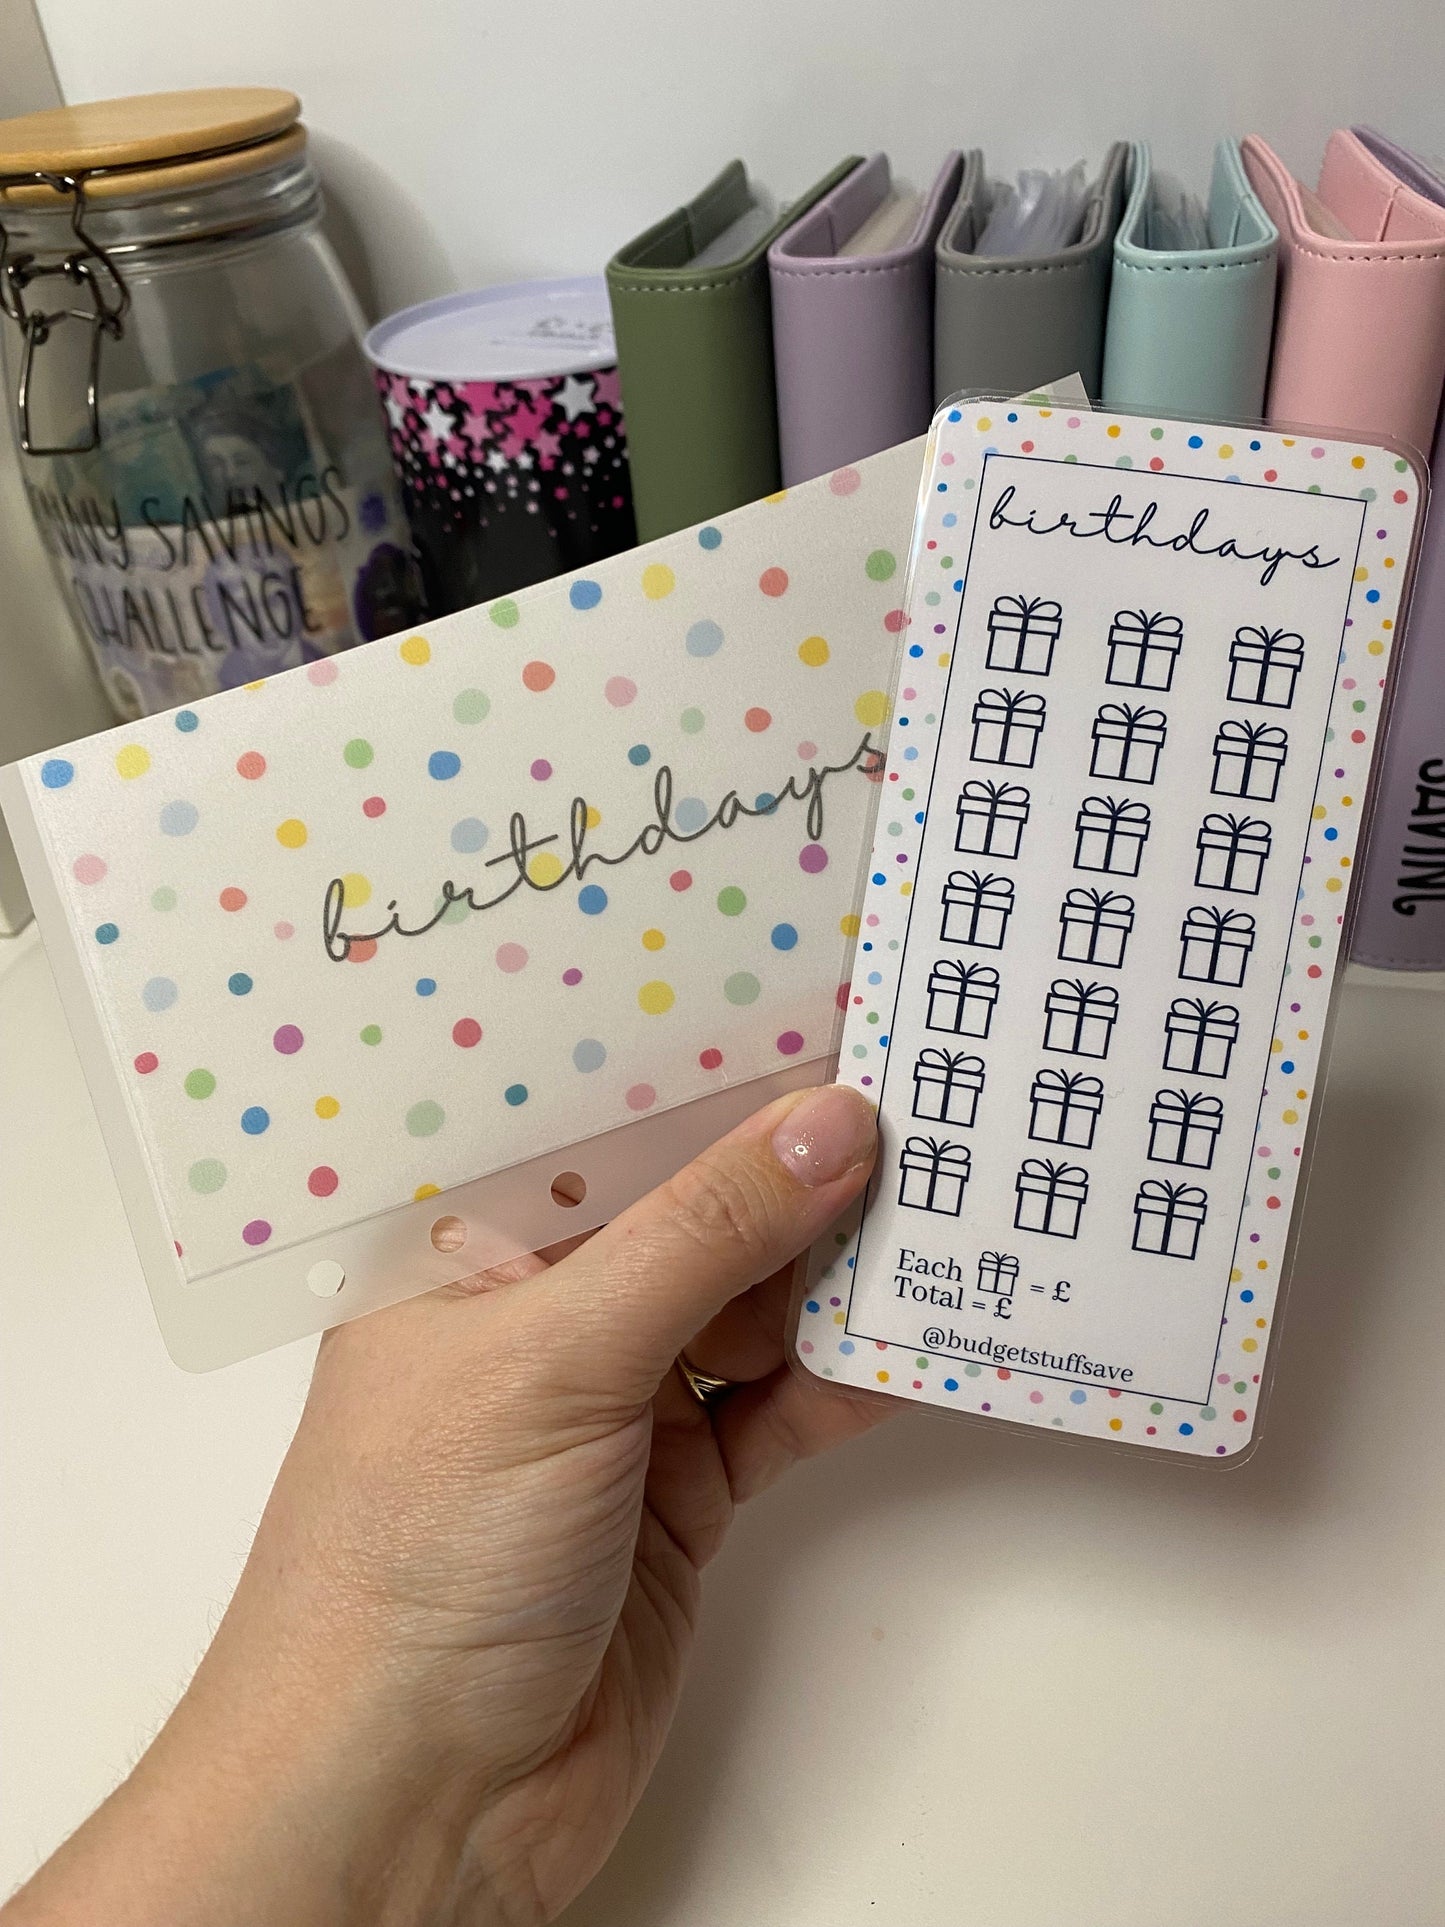 SAVINGS
CHALLENGE
birthdays
birthdays
Each = £
Total = £
@budgetstuffsave
SAVING